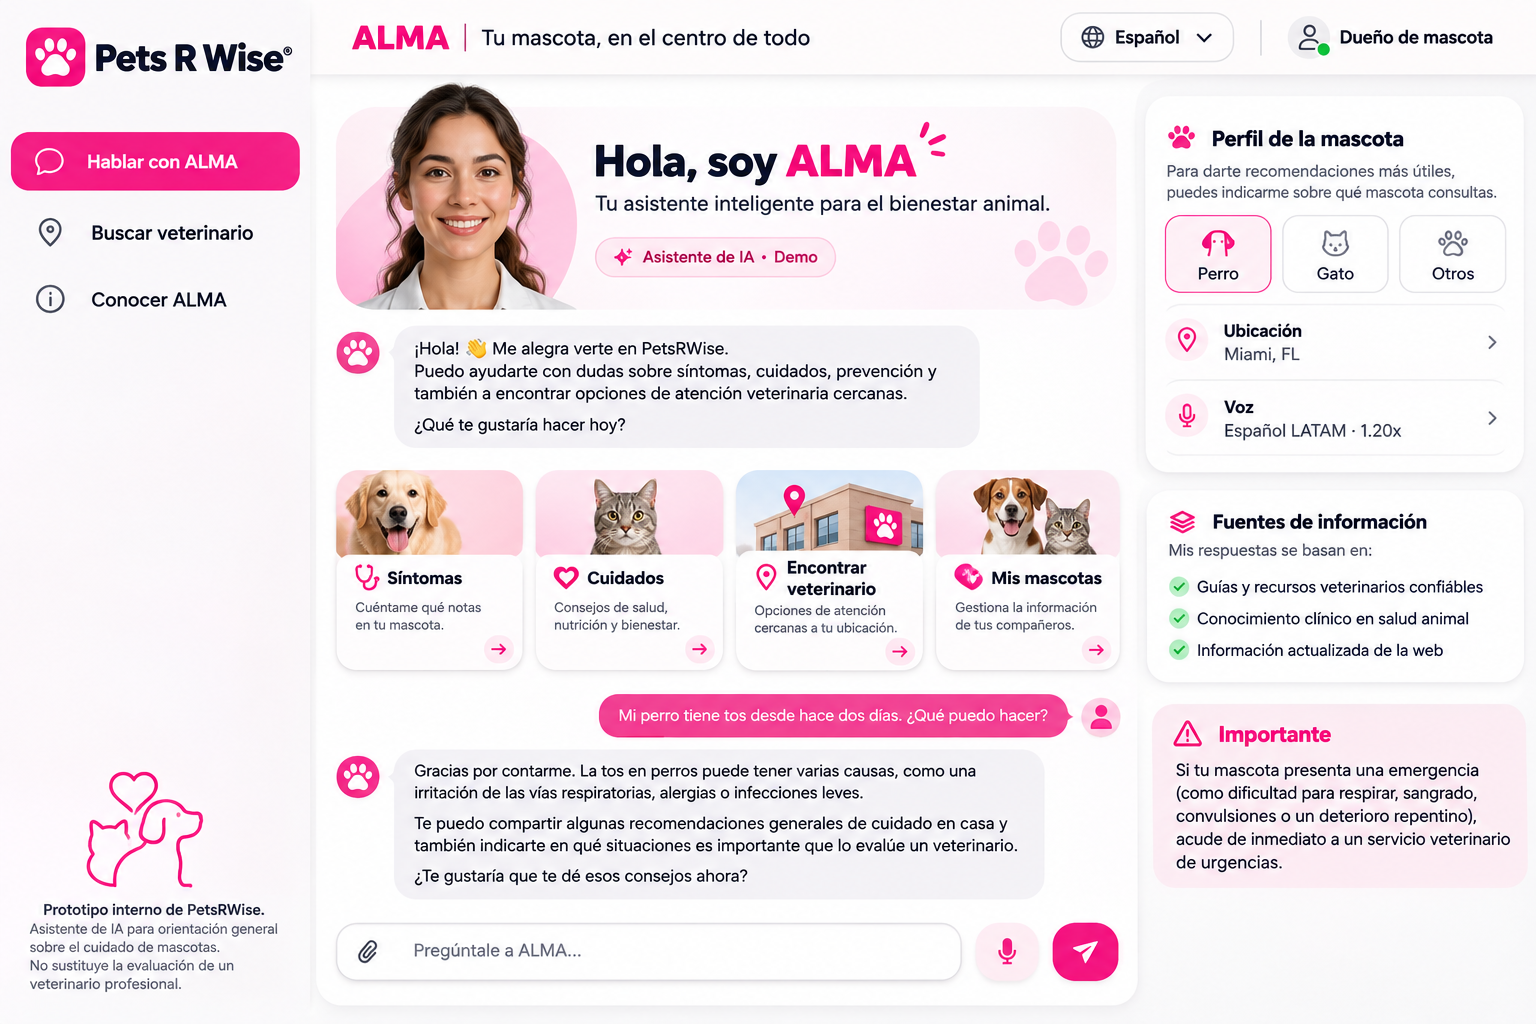 Pets R Wise®
Hablar con ALMA
Buscar veterinario
Conocer ALMA
Prototipo interno de PetsRWise.
Asistente de IA para orientación general
sobre el cuidado de mascotas.
No sustituye la evaluación de un
veterinario profesional.
ALMA | Tu mascota, en el centro de todo
Español
Dueño de mascota
Hola, soy ALMA
Tu asistente inteligente para el bienestar animal.
Asistente de IA • Demo
¡Hola! 👋 Me alegra verte en PetsRWise.
Puedo ayudarte con dudas sobre síntomas, cuidados, prevención y
también a encontrar opciones de atención veterinaria cercanas.
¿Qué te gustaría hacer hoy?
Síntomas
Cuéntame qué notas
en tu mascota.
Cuidados
Consejos de salud,
nutrición y bienestar.
Encontrar
veterinario
Opciones de atención
cercanas a tu ubicación.
Mis mascotas
Gestiona la información
de tus compañeros.
Mi perro tiene tos desde hace dos días. ¿Qué puedo hacer?
Gracias por contarme. La tos en perros puede tener varias causas, como una
irritación de las vías respiratorias, alergias o infecciones leves.
Te puedo compartir algunas recomendaciones generales de cuidado en casa y
también indicarte en qué situaciones es importante que lo evalúe un veterinario.
¿Te gustaría que te dé esos consejos ahora?
Pregúntale a ALMA...
Perfil de la mascota
Para darte recomendaciones más útiles,
puedes indicarme sobre qué mascota consultas.
Perro
Gato
Otros
Ubicación
Miami, FL
Voz
Español LATAM · 1.20x
Fuentes de información
Mis respuestas se basan en:
Guías y recursos veterinarios confiables
Conocimiento clínico en salud animal
Información actualizada de la web
Importante
Si tu mascota presenta una emergencia
(como dificultad para respirar, sangrado,
convulsiones o un deterioro repentino),
acude de inmediato a un servicio veterinario
de urgencias.